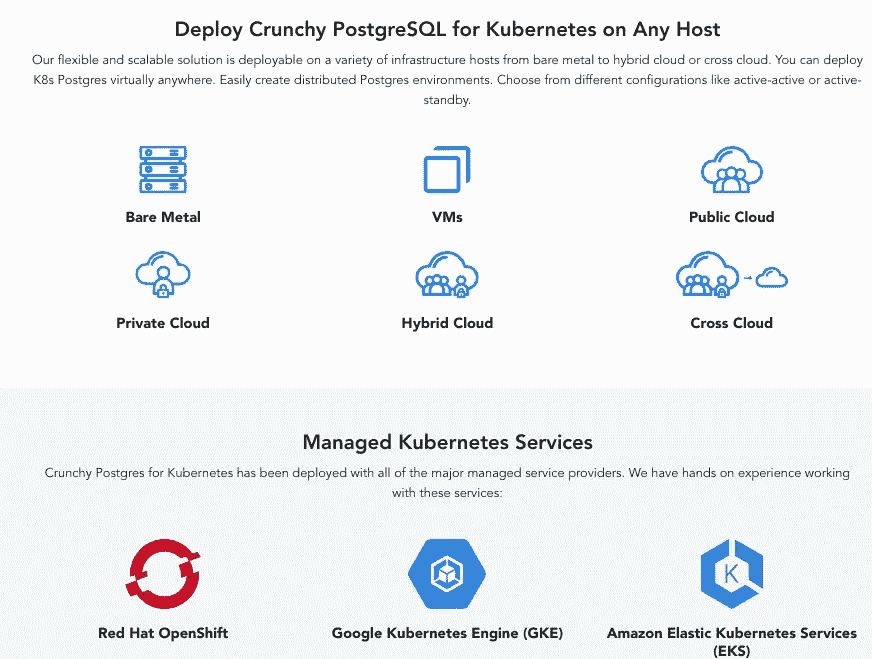 Deploy Crunchy PostgreSQL for Kubernetes on Any Host
Our flexible and scalable solution is deployable on a variety of infrastructure hosts from bare metal to hybrid cloud or cross cloud. You can deploy
K8s Postgres virtually anywhere. Easily create distributed Postgres environments. Choose from different configurations like active-active or active-
standby.
Bare Metal
VMs
Public Cloud
Private Cloud
Hybrid Cloud
Cross Cloud
Managed Kubernetes Services
Crunchy Postgres for Kubernetes has been deployed with all of the major managed service providers. We have hands on experience working
with these services:
K
Red Hat OpenShift
Google Kubernetes Engine (GKE)
Amazon Elastic Kubernetes Services
(EKS)